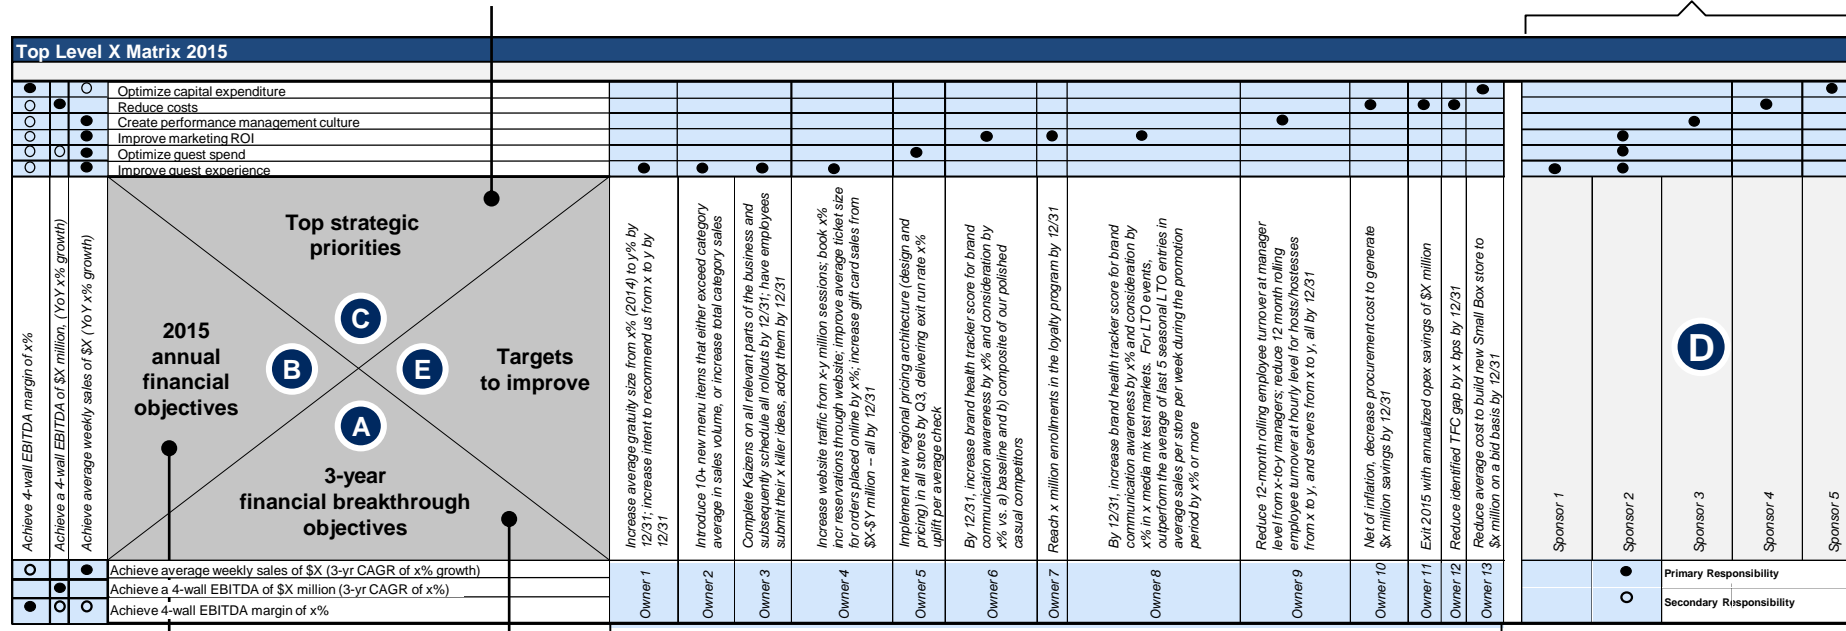 Top Level X Matrix 2015
Optimize capital expenditure
Reduce costs
Create performance management culture
Improve marketing ROI
Optimize guest spend
Improve guest experience
Achieve 4-wall EBITDA margin of x%
Achieve a 4-wall EBITDA of $X million, (YoY x% growth)
Achieve average weekly sales of $X (YoY x% growth)
Top strategic
priorities
C
2015
annual
financial
objectives
B
E
Targets
to improve
A
3-year
financial breakthrough
objectives
Increase average gratuity size from x% (2014) to y% by
12/31; increase intent to recommend us from x to y by
12/31
Introduce 10+ new menu items that either exceed category
average in sales volume, or increase total category sales
Complete Kaizens on all relevant parts of the business and
subsequently schedule all rollouts by 12/31; have employees
submit their x killer ideas, adopt them by 12/31
Increase website traffic from x-y million sessions; book x%
incr reservations through website; improve average ticket size
for orders placed online by x%; increase gift card sales from
$X-$Y million – all by 12/31
Implement new regional pricing architecture (design and
pricing) in all stores by Q3, delivering exit run rate x%
uplift per average check
By 12/31, increase brand health tracker score for brand
communication awareness by x% and consideration by
x% vs. a) baseline and b) composite of our polished
casual competitors
Reach x million enrollments in the loyalty program by 12/31
By 12/31, increase brand health tracker score for brand
communication awareness by x% and consideration by
x% in x media mix test markets. For LTO events,
outperform the average of last 5 seasonal LTO entries in
average sales per store per week during the promotion
period by x% or more
Reduce 12-month rolling employee turnover at manager
level from x-to-y managers; reduce 12 month rolling
employee turnover at hourly level for hosts/hostesses
from x to y, and servers from x to y, all by 12/31
Net of inflation, decrease procurement cost to generate
$x million savings by 12/31
Exit 2015 with annualized opex savings of $X million
Reduce identified TFC gap by x bps by 12/31
Reduce average cost to build new Small Box store to
$x million on a bid basis by 12/31
D
Sponsor 1
Sponsor 2
Sponsor 3
Sponsor 4
Sponsor 5
Achieve average weekly sales of $X (3-yr CAGR of x% growth)
Achieve a 4-wall EBITDA of $X million (3-yr CAGR of x%)
Achieve 4-wall EBITDA margin of x%
Owner 1
Owner 2
Owner 3
Owner 4
Owner 5
Owner 6
Owner 7
Owner 8
Owner 9
Owner 10
Owner 11
Owner 12
Owner 13
Primary Responsibility
Secondary Responsibility